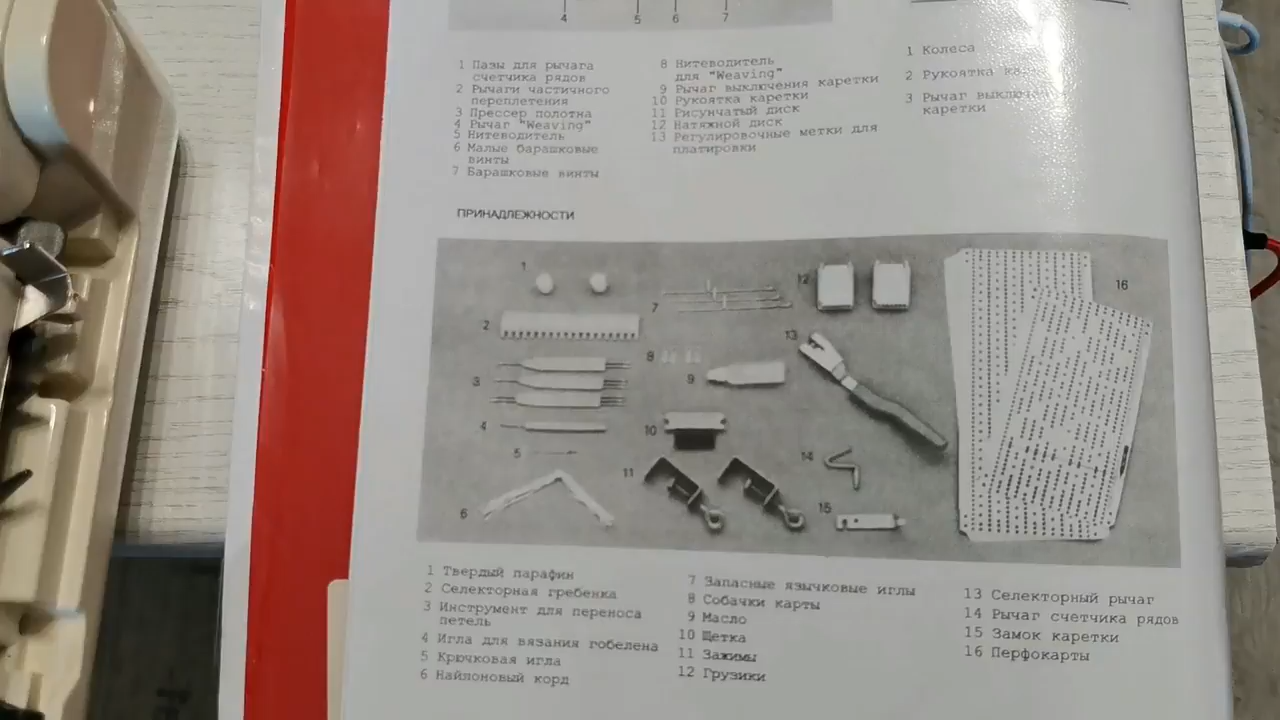 4 5 6 7
1 Пазы для рычага
счетчика рядов
2 Рычаги частичного
переплетения
3 Прессер полотна
4 Рычаг "Weaving"
5 Нитеводитель
6 Малые барашковые
винты
7 Барашковые винты
8 Нитеводитель
для "Weaving"
9 Рычаг выключения каретки
10 Рукоятка каретки
11 Рисунчатый диск
12 Натяжной диск
13 Регулировочные метки для
платировки
1 Колеса
2 Рукоятка
3 Рычаг
каретки
ПРИНАДЛЕЖНОСТИ
1
2
3
4
5
6
7
8
9
10
11
12
13
14
15
16
1 Твердый парафин
2 Селекторная гребенка
3 Инструмент для переноса
петель
4 Игла для вязания гобелена
5 Крючковая игла
6 Найлоновый корд
7 Запасные язычковые иглы
8 Собачки карты
9 Масло
10 Щетка
11 Зажимы
12 Грузики
13 Селекторный рычаг
14 Рычаг счетчика рядов
15 Замок каретки
16 Перфокарты